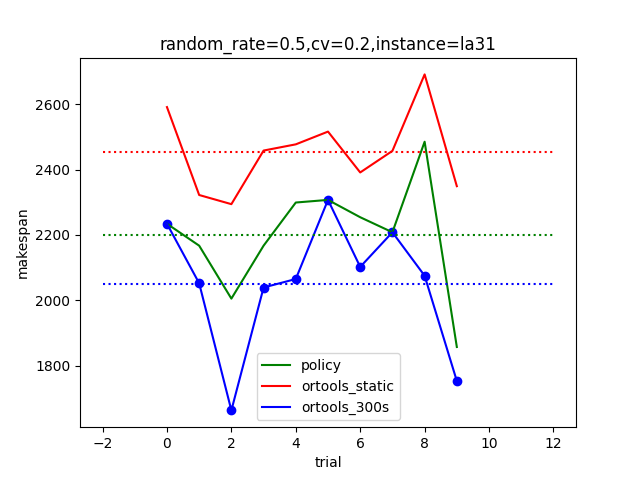 random_rate=0.5,cv=0.2,instance=la31
makespan
2600
2400
2200
2000
1800
policy
ortools_static
ortools_300s
−2 0 2 4 6 8 10 12
trial